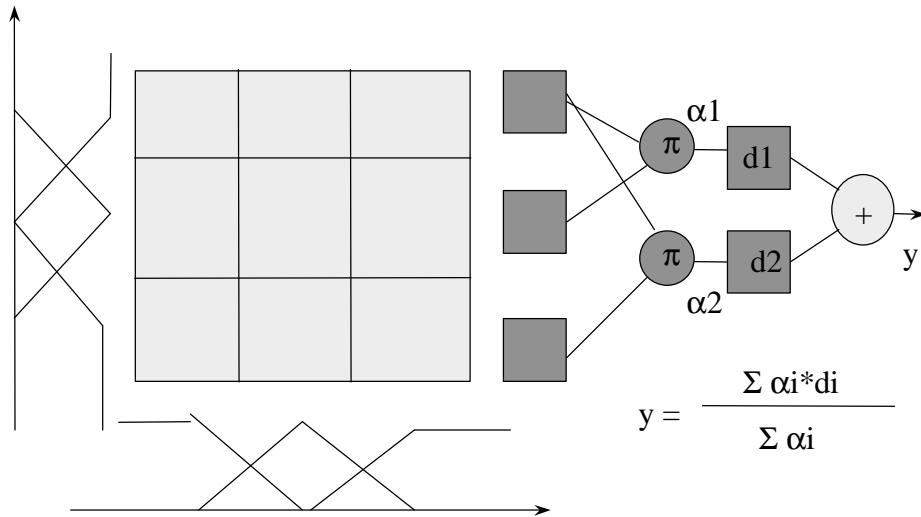 α1
π
d1
+
y
π
d2
α2
Σ αi*di
y =
Σ αi